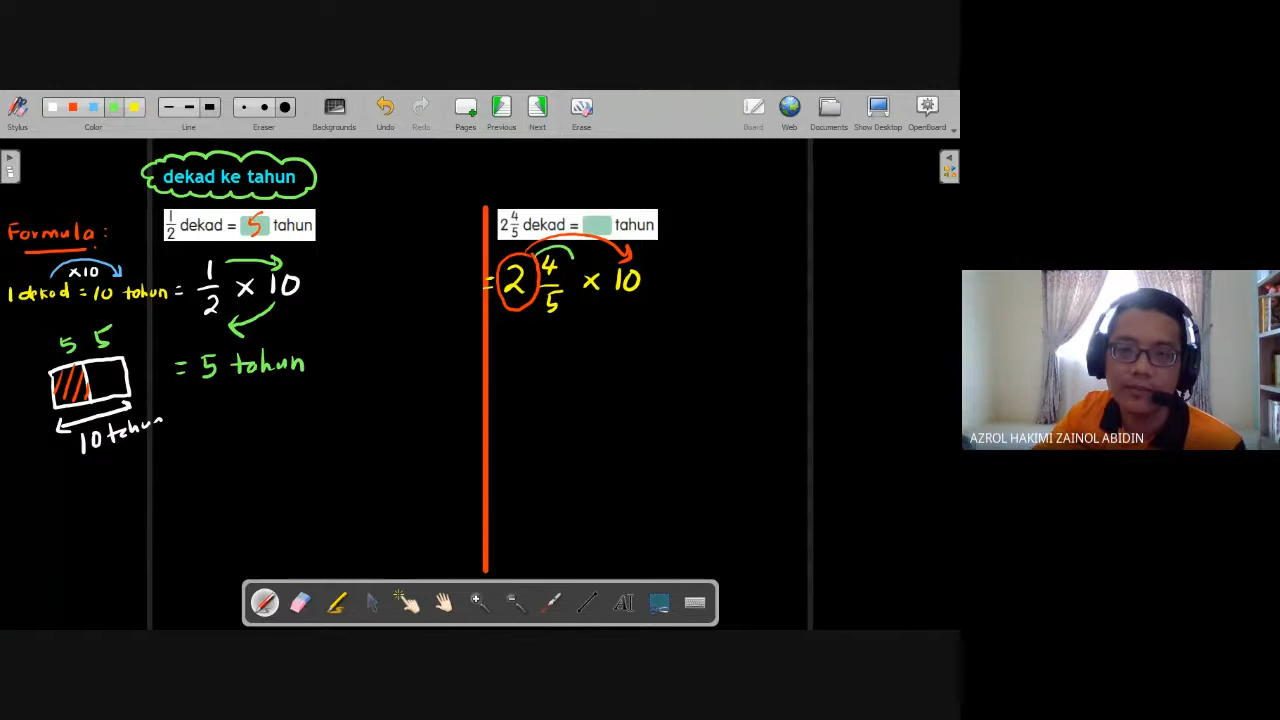 Stylus
Color
Line
Eraser
Backgrounds
Undo
Redo
Pages
Previous
Next
Erase
Board
Web
Documents
Show Desktop
OpenBoard
dekad ke tahun
1/2 dekad = 5 tahun
2 4/5 dekad = tahun
Formula :
x10
1 dekad = 10 tahun
= 1/2 x 10
= 5 tahun
5 5
10 tahun
= 2 4/5 x 10
AI
AZROL HAKIMI ZAINOL ABIDIN